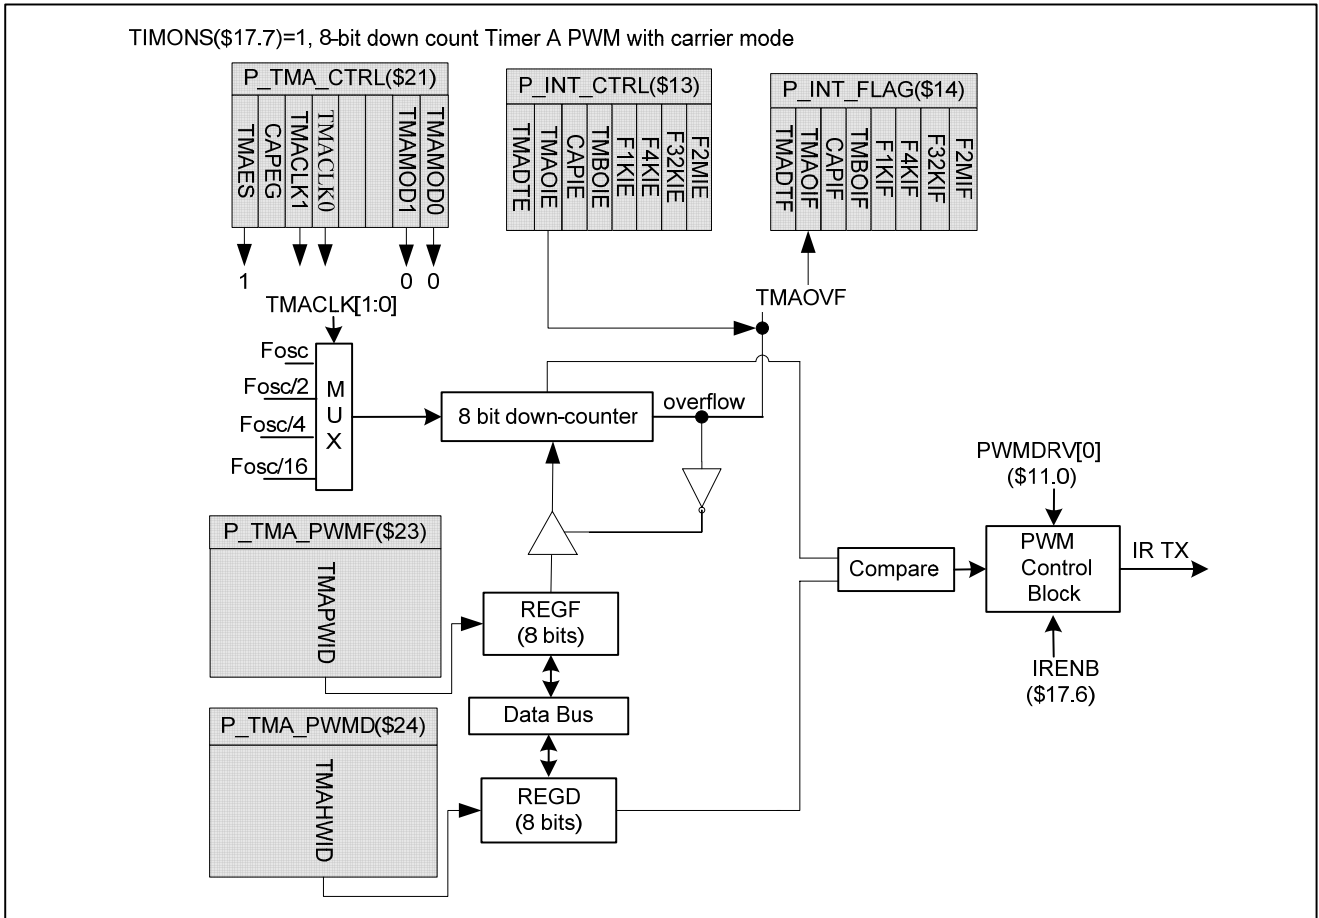 TIMONS($17.7)=1, 8-bit down count Timer A PWM with carrier mode
P_TMA_CTRL($21)
TMAES
CAPEG
TMACLK1
TMACLK0
TMAMOD1
TMAMOD0
1
0
0
P_INT_CTRL($13)
TMADTE
TMAOIE
CAPIE
TMBOIE
F1KIE
F4KIE
F32KIE
F2MIE
P_INT_FLAG($14)
TMADTF
TMAOIF
CAPIF
TMBOIF
F1KIF
F4KIF
F32KIF
F2MIF
TMAOVF
TMACLK[1:0]
Fosc
Fosc/2
Fosc/4
Fosc/16
M
U
X
8 bit down-counter
overflow
P_TMA_PWMF($23)
TMAPWID
REGF
(8 bits)
Data Bus
P_TMA_PWMD($24)
TMAHWID
REGD
(8 bits)
Compare
PWMDRV[0]
($11.0)
PWM
Control
Block
IR TX
IRENB
($17.6)